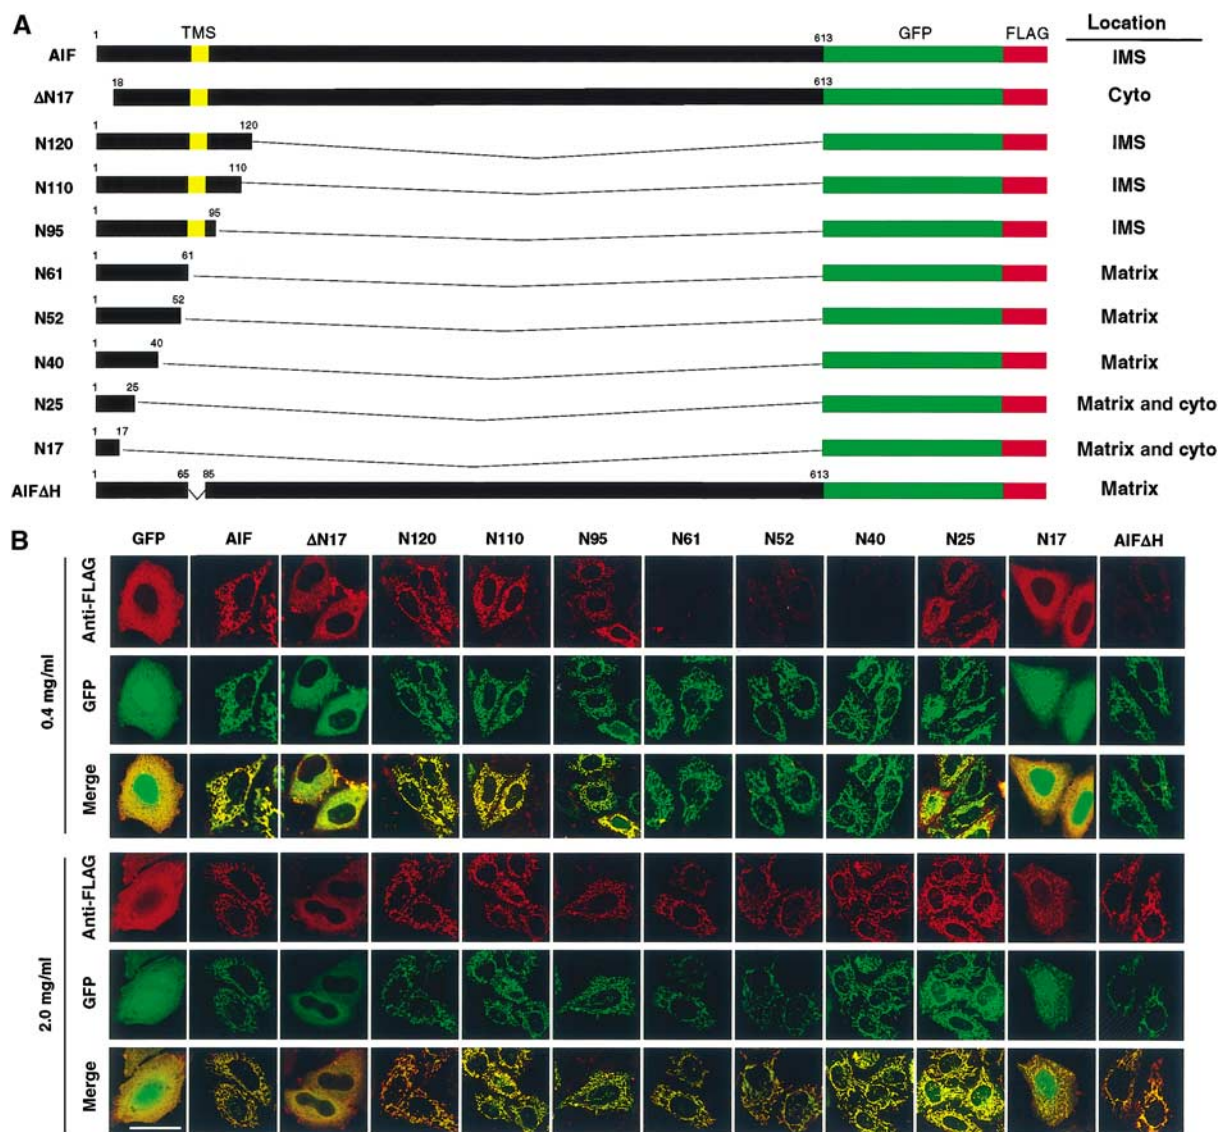 A
TMS GFP FLAG Location
AIF 1 613 IMS
ΔN17 18 613 Cyto
N120 1 120 IMS
N110 1 110 IMS
N95 1 95 IMS
N61 1 61 Matrix
N52 1 52 Matrix
N40 1 40 Matrix
N25 1 25 Matrix and cyto
N17 1 17 Matrix and cyto
AIFΔH 1 65 85 613 Matrix
B
GFP AIF ΔN17 N120 N110 N95 N61 N52 N40 N25 N17 AIFΔH
0.4 mg/ml
Anti-FLAG
GFP
Merge
2.0 mg/ml
Anti-FLAG
GFP
Merge